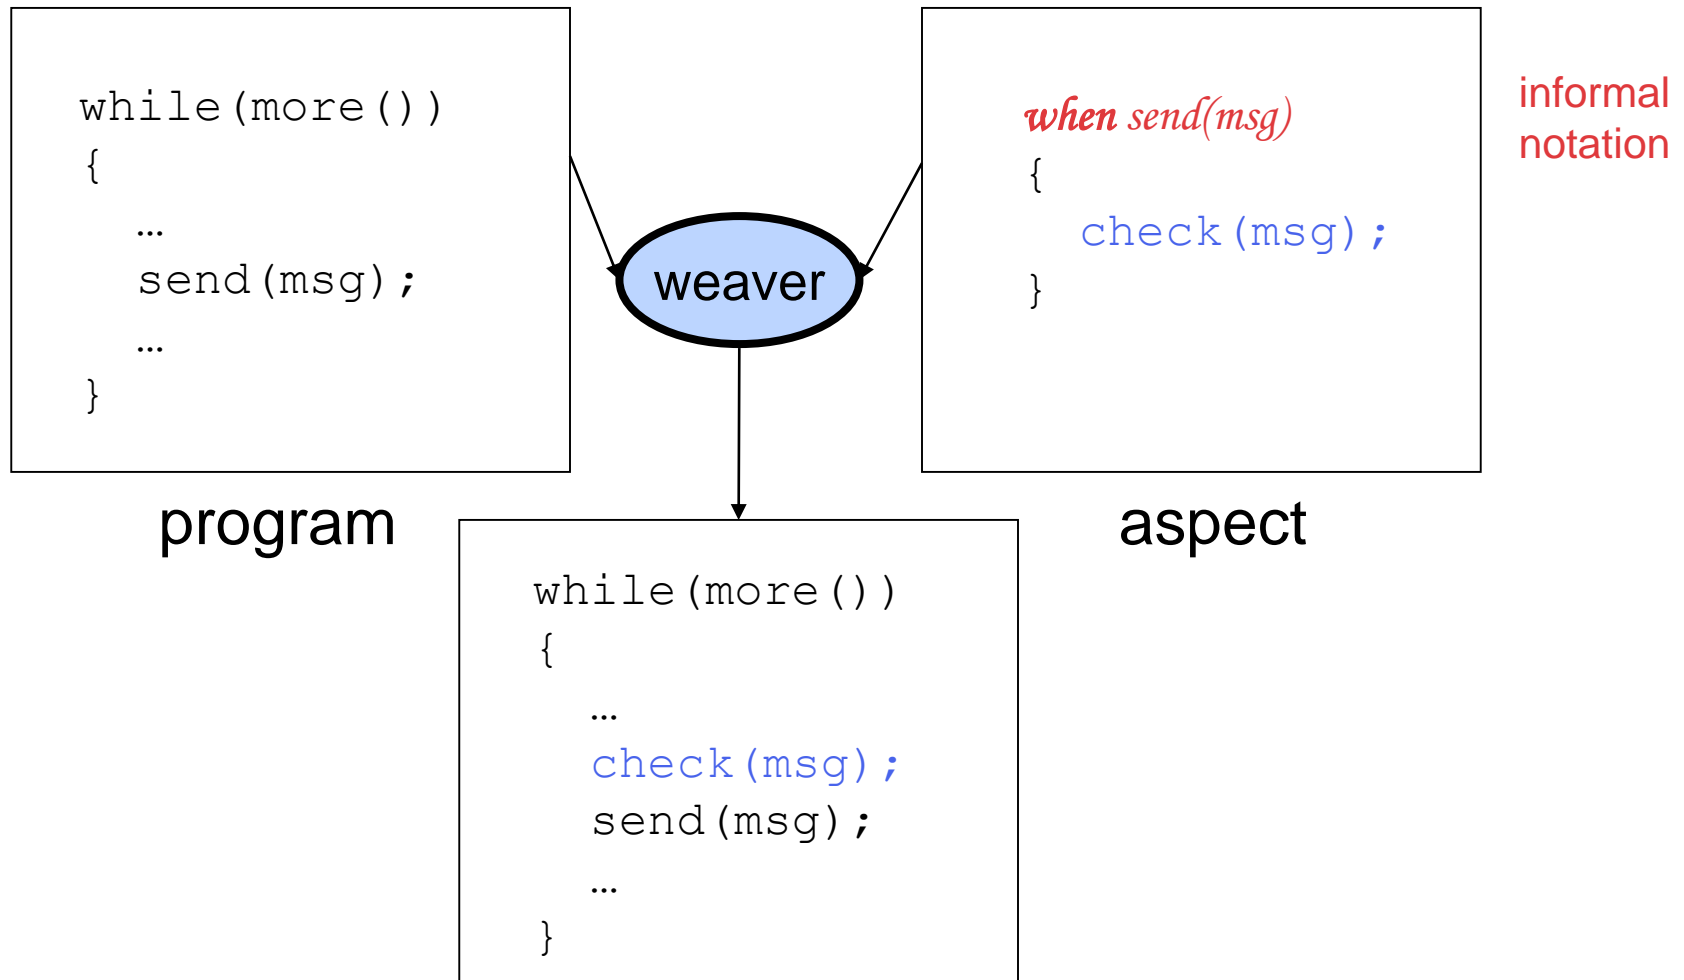 while(more())
{
…
send(msg);
…
}
program
weaver
when send(msg)
{
check(msg);
}
aspect
informal
notation
while(more())
{
…
check(msg);
send(msg);
…
}